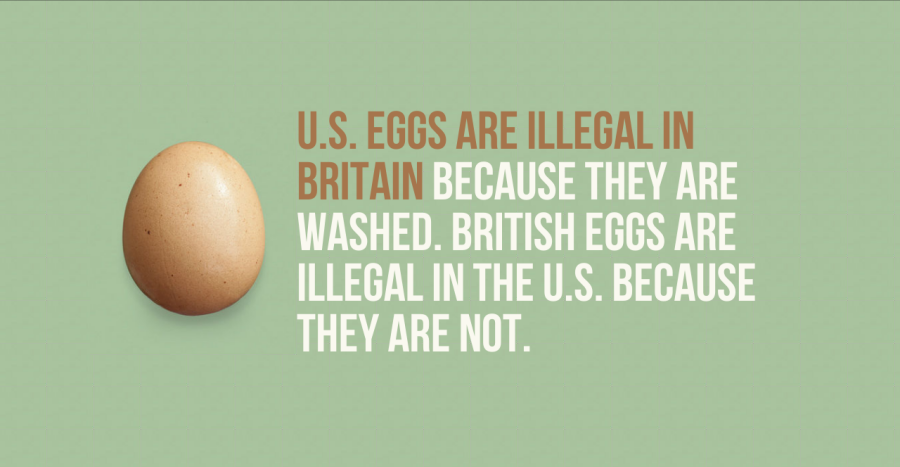 U.S. EGGS ARE ILLEGAL IN
BRITAIN BECAUSE THEY ARE
WASHED. BRITISH EGGS ARE
ILLEGAL IN THE U.S. BECAUSE
THEY ARE NOT.